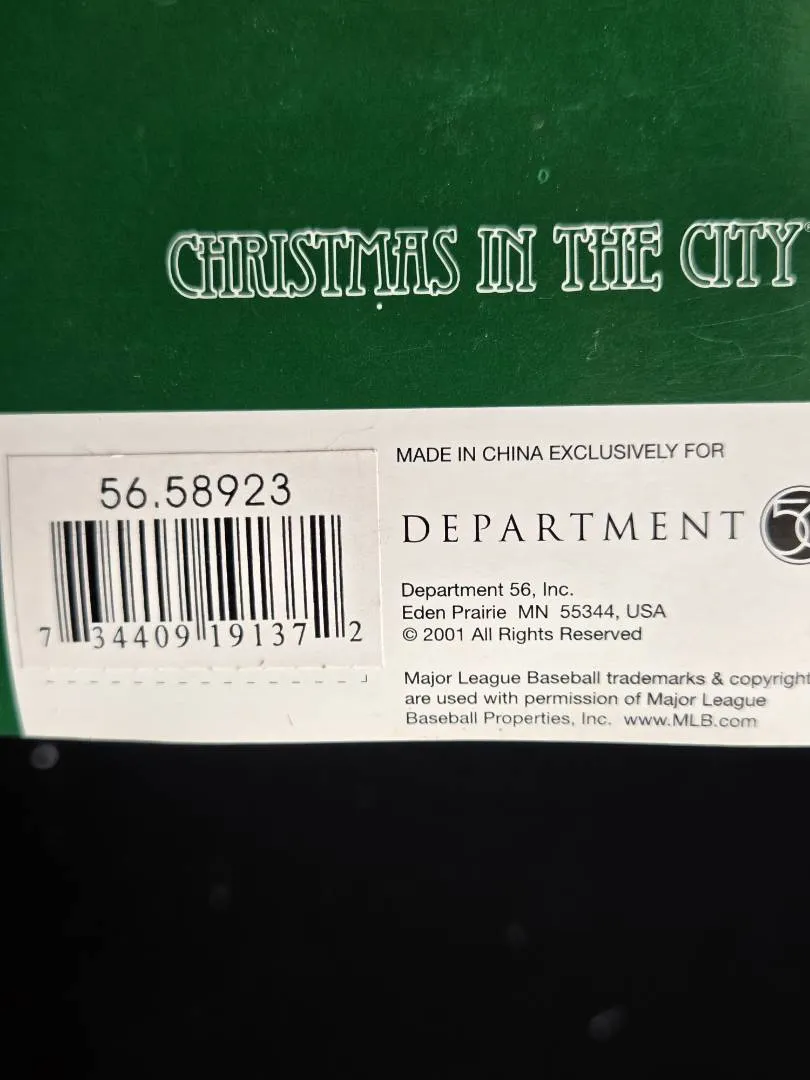 CHRISTMAS IN THE CITY®
56.58923
7 34409 19137 2
MADE IN CHINA EXCLUSIVELY FOR
DEPARTMENT 56
Department 56, Inc.
Eden Prairie MN 55344, USA
© 2001 All Rights Reserved
Major League Baseball trademarks & copyright
are used with permission of Major League
Baseball Properties, Inc. www.MLB.com